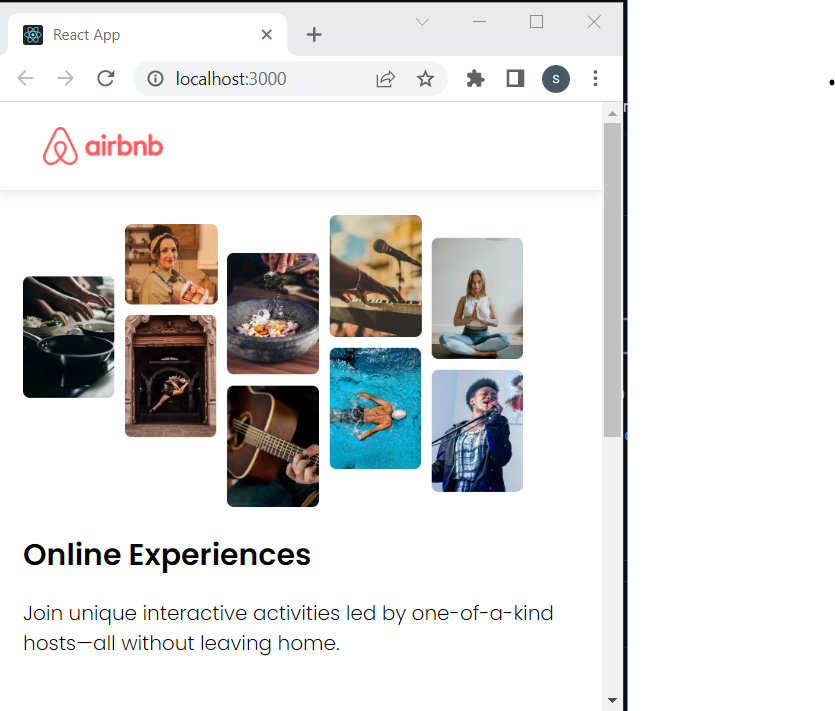 React App
localhost:3000
s
airbnb
Online Experiences
Join unique interactive activities led by one-of-a-kind
hosts—all without leaving home.